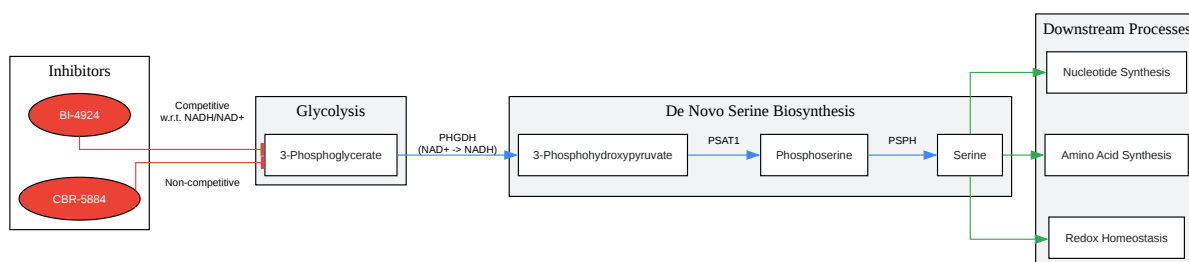 Inhibitors
BI-4924
CBR-5884
Competitive
w.r.t. NADH/NAD+
Non-competitive
Glycolysis
3-Phosphoglycerate
PHGDH
(NAD+ -> NADH)
De Novo Serine Biosynthesis
3-Phosphohydroxypyruvate
PSAT1
Phosphoserine
PSPH
Serine
Downstream Processes
Nucleotide Synthesis
Amino Acid Synthesis
Redox Homeostasis